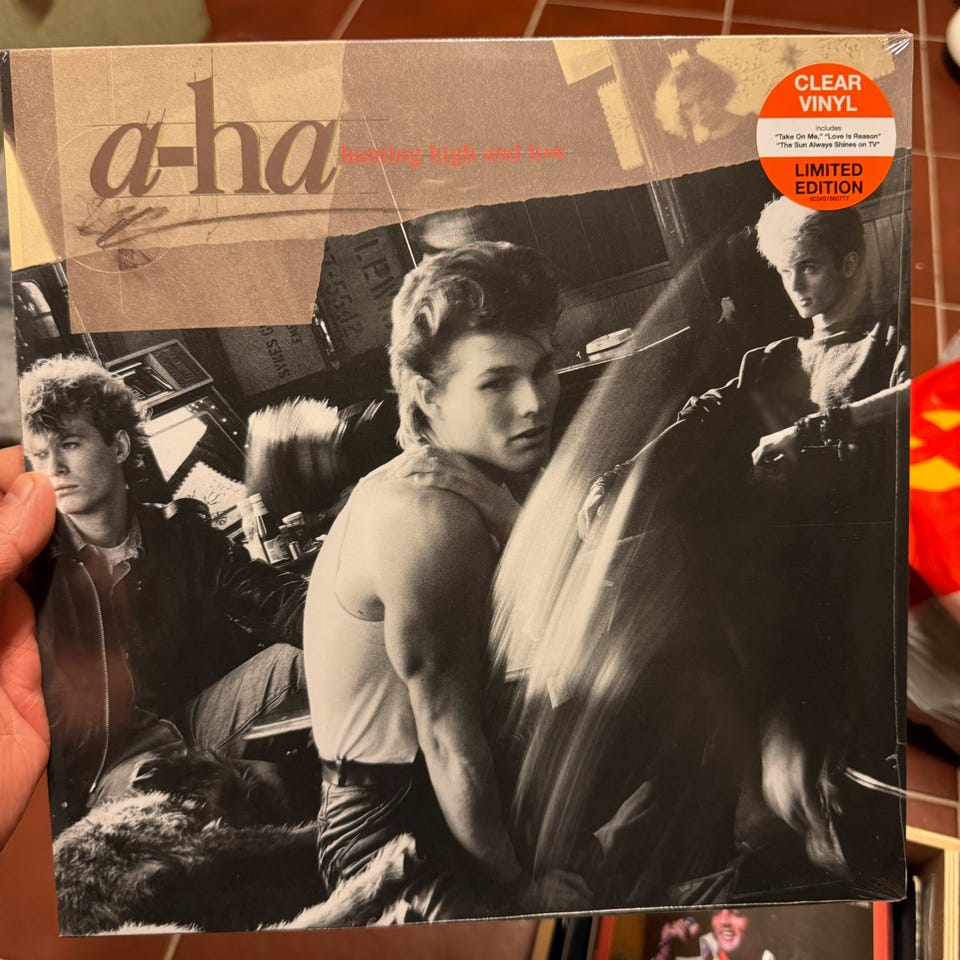 a-ha
hunting high and low
CLEAR
VINYL
includes
"Take On Me," "Love Is Reason"
"The Sun Always Shines on TV"
LIMITED
EDITION
603497860777